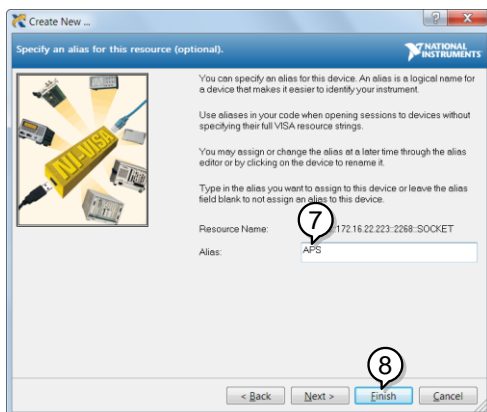 Create New ...
Specify an alias for this resource (optional).
NATIONAL
INSTRUMENTS
You can specify an alias for this device. An alias is a logical name for
a device that makes it easier to identify your instrument.
Use aliases in your code when opening sessions to devices without
specifying their full VISA resource strings.
You may assign or change the alias at a later time through the alias
editor or by clicking on the device to rename it.
Type in the alias you want to assign to this device or leave the alias
field blank to not assign an alias to this device.
NI-VISA
Resource Name: :172.16.22.223::2268::SOCKET
7
Alias: APS
8
< Back Next > Finish Cancel